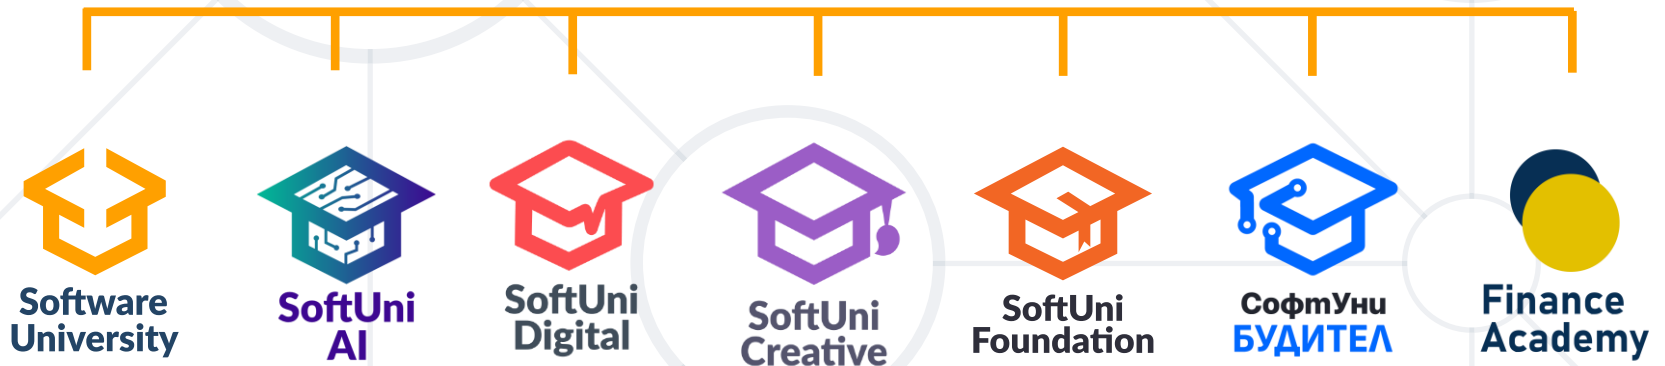 Software
University
SoftUni
AI
SoftUni
Digital
SoftUni
Creative
SoftUni
Foundation
СофтУни
БУДИТЕЛ
Finance
Academy